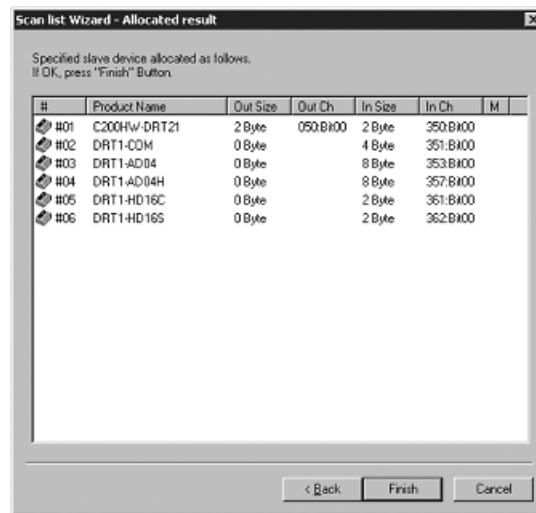 Scan list Wizard - Allocated result
Specified slave device allocated as follows.
If OK, press "Finish" Button.
# Product Name Out Size Out Ch In Size In Ch M
#01 C200HW-DRT21 2 Byte 050:Bit00 2 Byte 350:Bit00
#02 DRT1-COM 0 Byte 4 Byte 351:Bit00
#03 DRT1-AD04 0 Byte 8 Byte 353:Bit00
#04 DRT1-AD04H 0 Byte 8 Byte 357:Bit00
#05 DRT1-HD16C 0 Byte 2 Byte 361:Bit00
#06 DRT1-HD16S 0 Byte 2 Byte 362:Bit00
< Back Finish Cancel